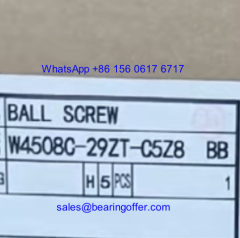 WhatsApp +86 156 0617 6717
BALL SCREW
W4508C-29ZT-C5Z8 BB
H 5 PCS 1
sales@bearingoffer.com